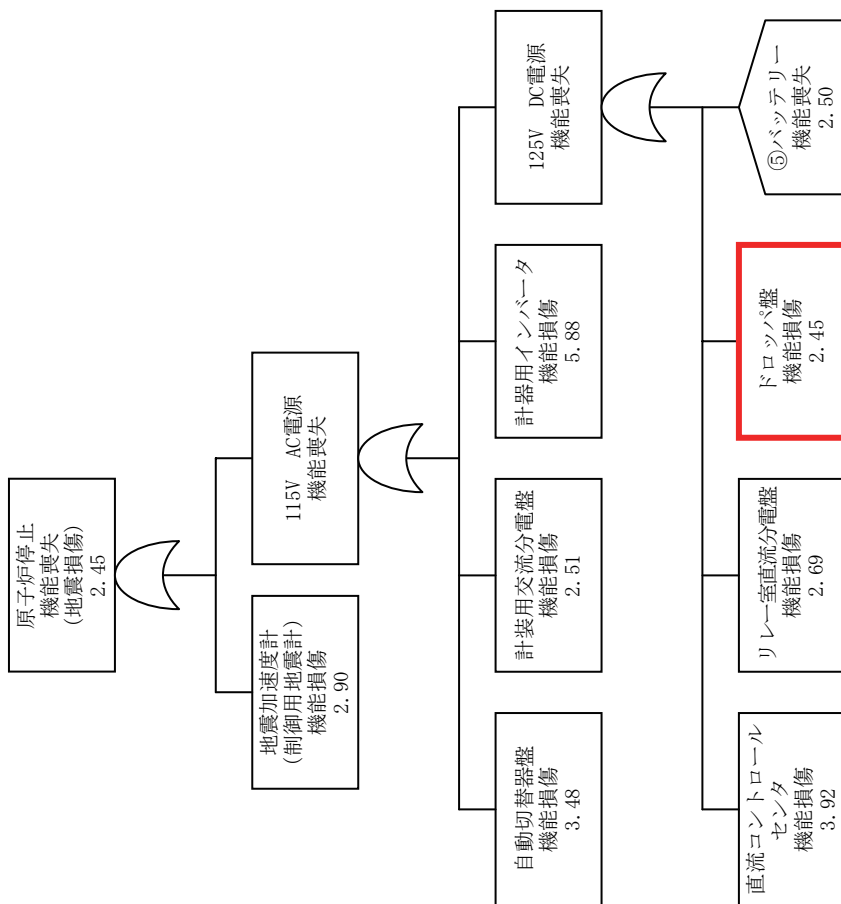 原子炉停止
機能喪失
(地震損傷)
2.45
地震加速度計
(制御用地震計)
機能損傷
2.90
115V AC電源
機能喪失
自動切替器盤
機能損傷
3.48
計装用交流分電盤
機能損傷
2.51
計器用インバータ
機能損傷
5.88
125V DC電源
機能喪失
直流コントロール
センタ
機能損傷
3.92
リレー室直流分電盤
機能損傷
2.69
ドロッパ盤
機能損傷
2.45
⑤バッテリー
機能喪失
2.50